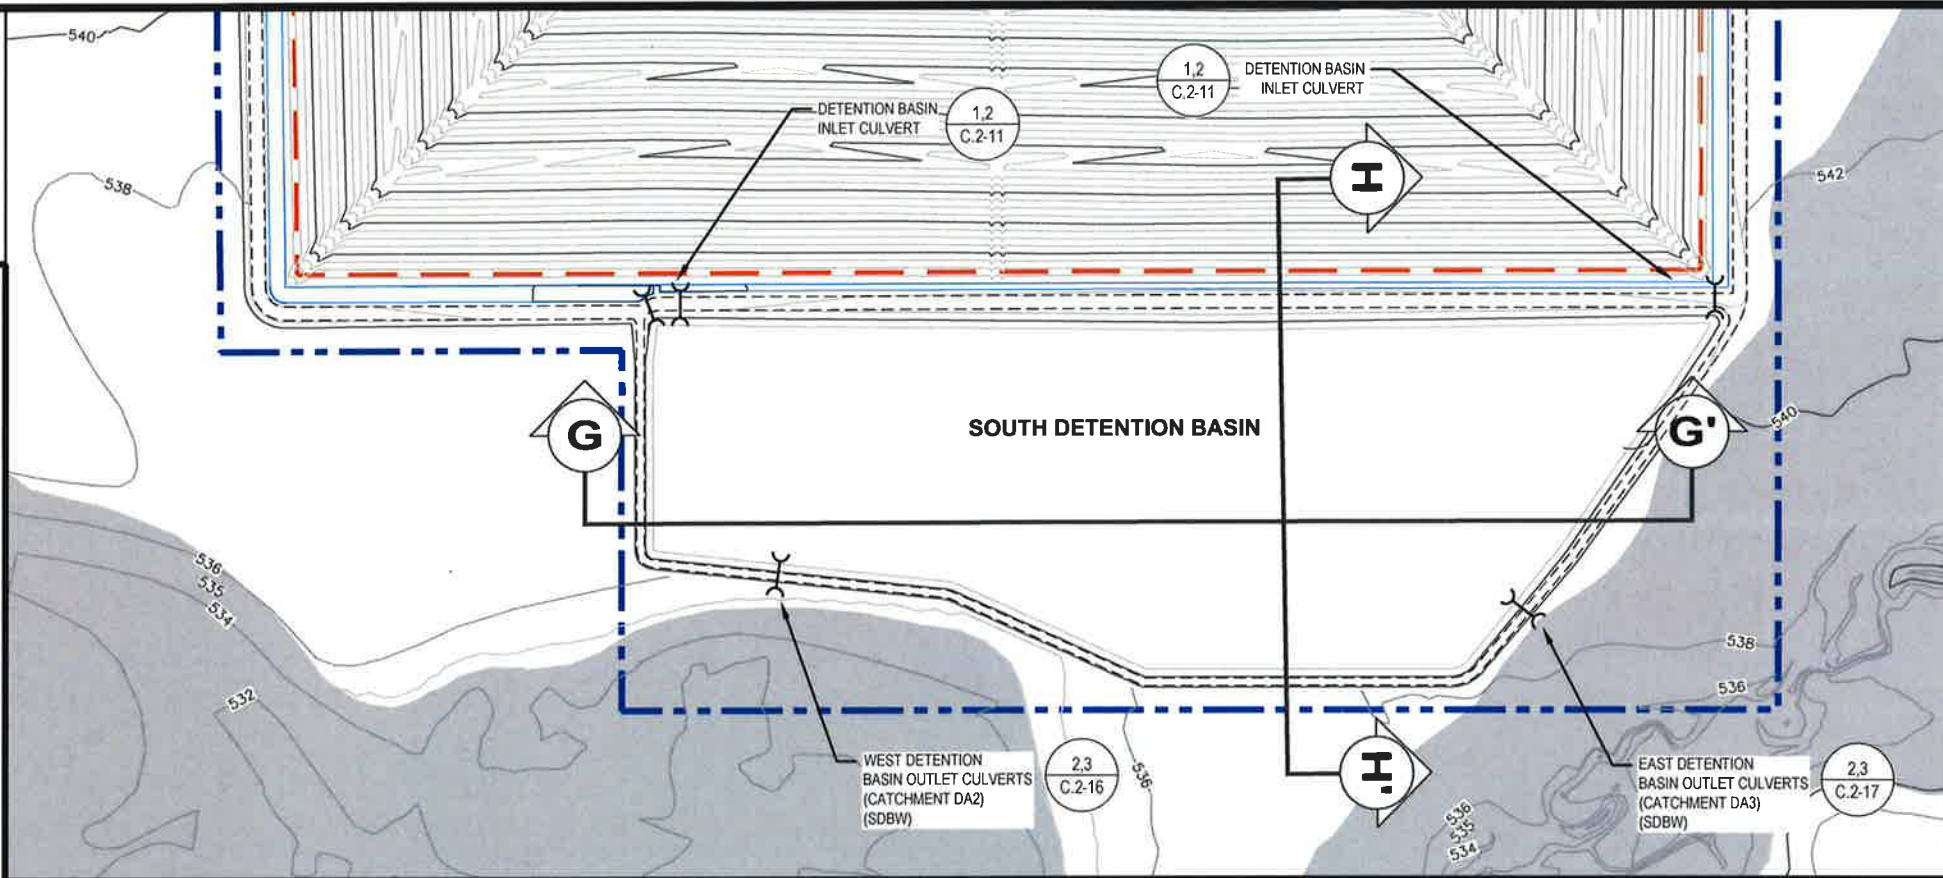 540
1,2
C.2-11
DETENTION BASIN
INLET CULVERT
DETENTION BASIN
INLET CULVERT
1,2
C.2-11
H
542
538
G
SOUTH DETENTION BASIN
G'
540
536
535
534
538
536
532
WEST DETENTION
BASIN OUTLET CULVERTS
(CATCHMENT DA2)
(SDBW)
2,3
C.2-16
536
H'
EAST DETENTION
BASIN OUTLET CULVERTS
(CATCHMENT DA3)
(SDBW)
2,3
C.2-17
536
535
534